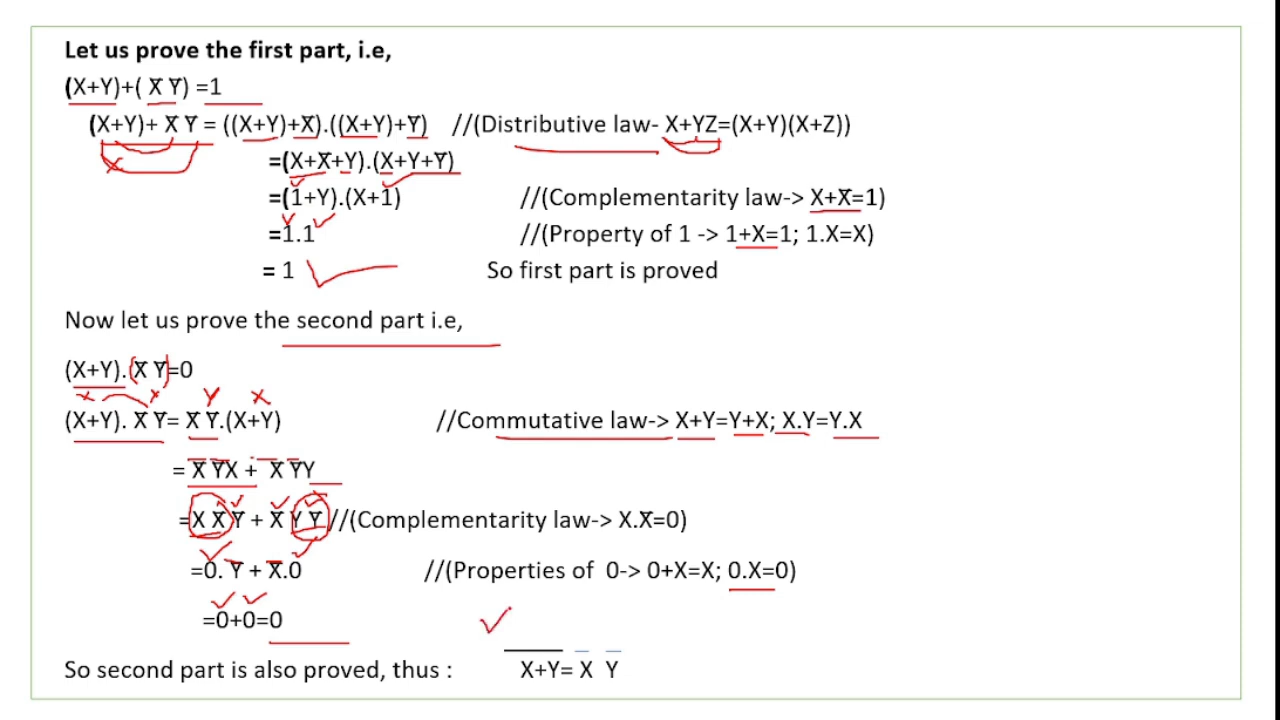 Let us prove the first part, i.e,
(X+Y)+( X̅ Y̅) =1
(X+Y)+ X̅ Y̅ = ((X+Y)+X̅).((X+Y)+Y̅) //(Distributive law- X+YZ=(X+Y)(X+Z))
=(X+X̅+Y).(X+Y+Y̅)
=(1+Y).(X+1) //(Complementarity law-> X+X̅=1)
=1.1 //(Property of 1 -> 1+X=1; 1.X=X)
= 1 So first part is proved
Now let us prove the second part i.e,
(X+Y).(X̅ Y̅)=0
X Y Y X
(X+Y). X̅ Y̅= X̅ Y̅.(X+Y) //Commutative law-> X+Y=Y+X; X.Y=Y.X
= X̅ Y̅X + X̅ Y̅Y
=X X̅ Y̅ + X̅ Y Y̅ //(Complementarity law-> X.X̅=0)
=0. Y̅ + X̅.0 //(Properties of 0-> 0+X=X; 0.X=0)
=0+0=0
So second part is also proved, thus : X̅+̅Y̅= X̅ Y̅